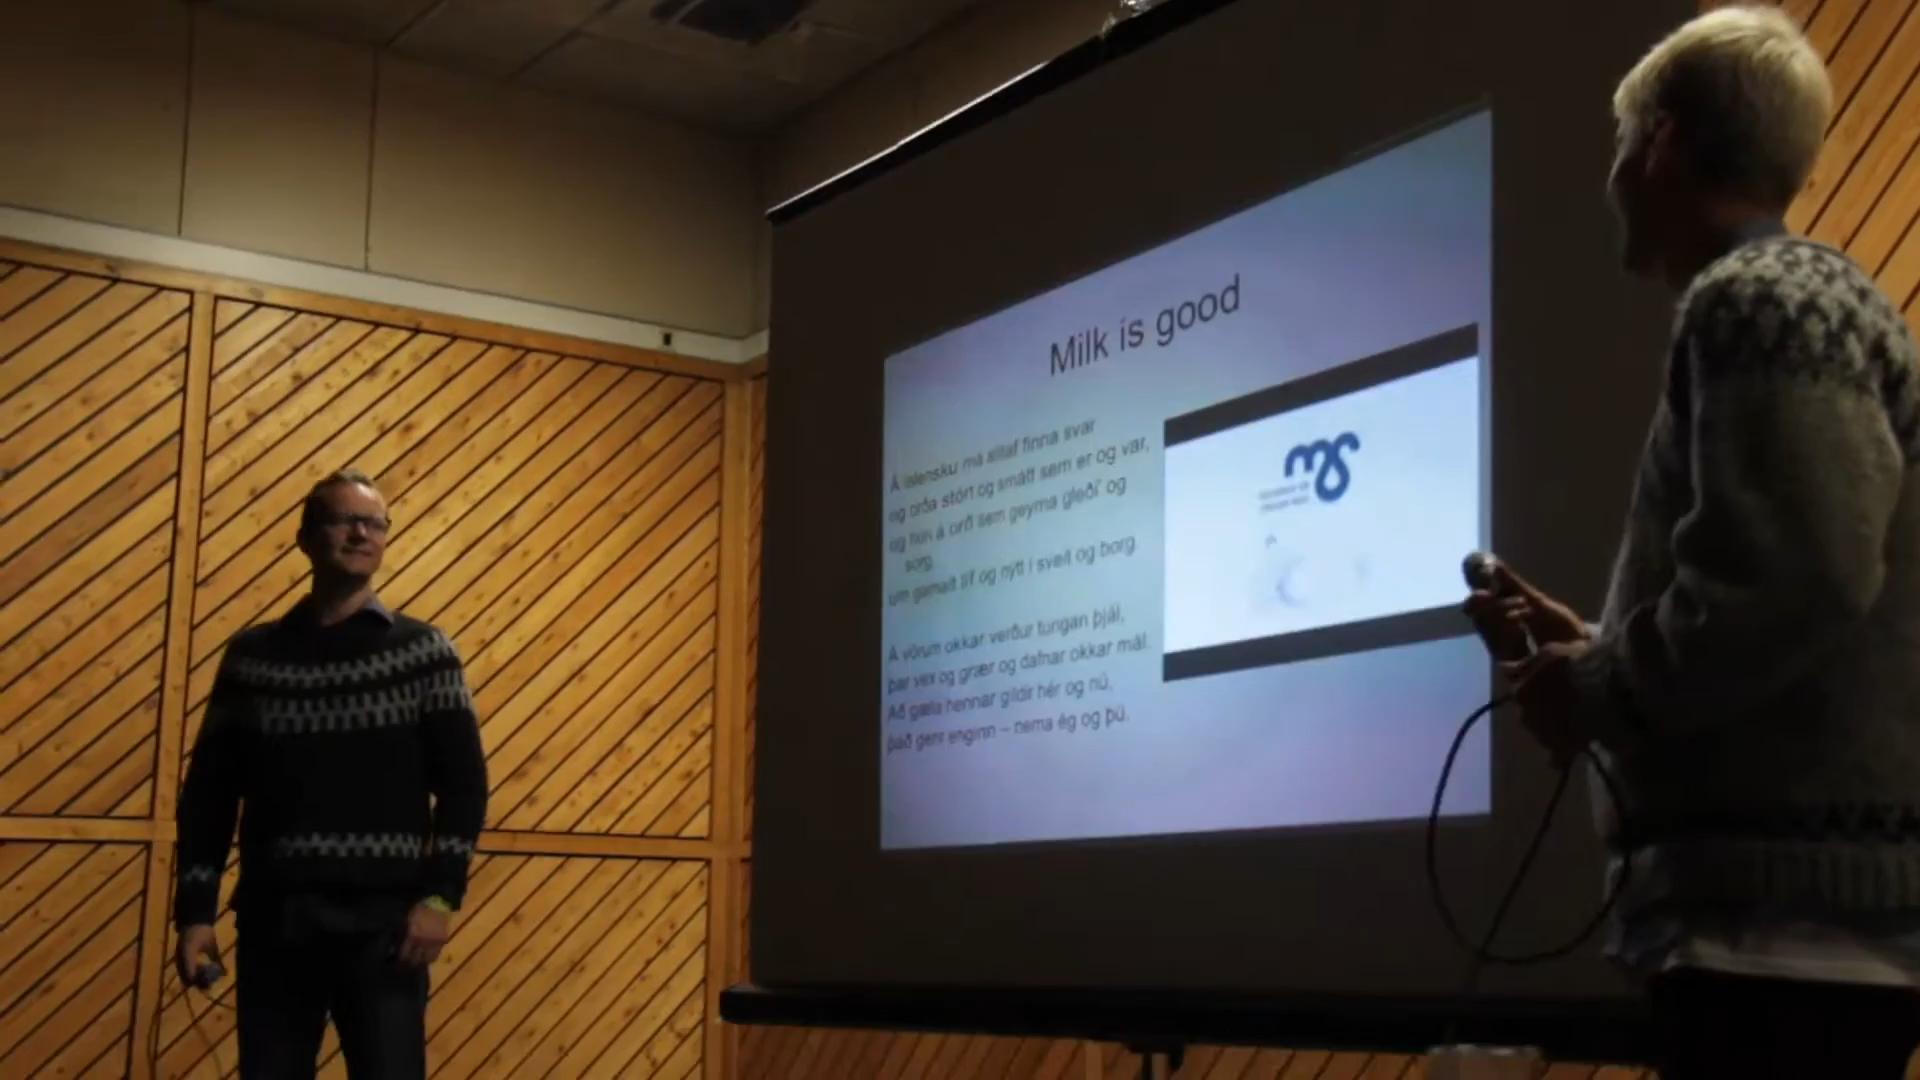 Milk is good
Á íslensku má alltaf finna svar
og orða stórt og smátt sem er og var,
og hún á orð sem geyma gleði' og
sorg,
um gamalt líf og nýtt í sveit og borg.
Á vörum okkar verður tungan þjál,
þar vex og grær og dafnar okkar mál.
Að gæta hennar gildir hér og nú,
það gerir enginn – nema ég og þú.
ms